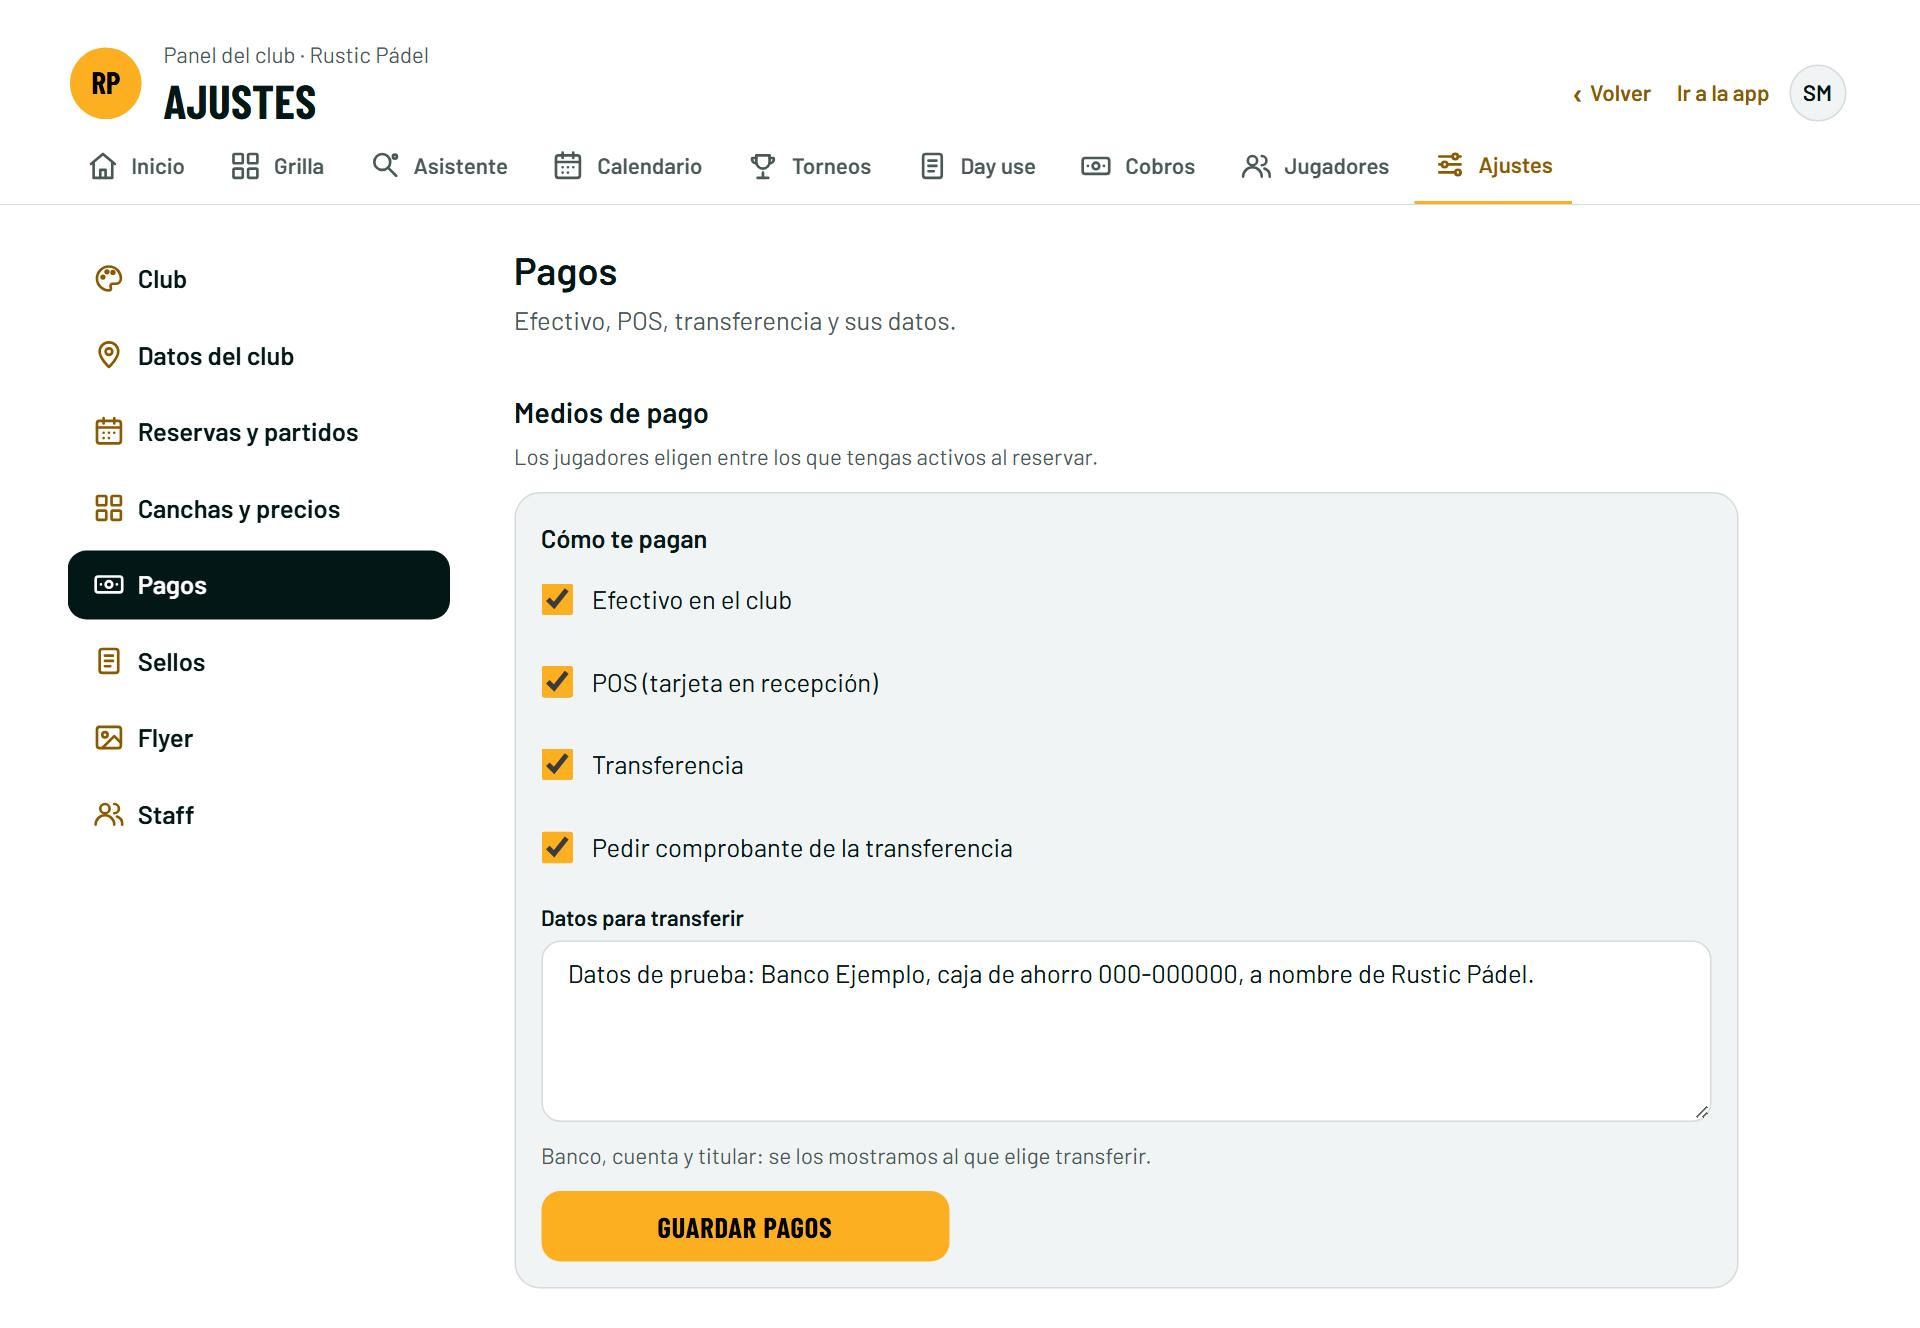 RP
Panel del club · Rustic Pádel
AJUSTES
‹ Volver
Ir a la app
SM
Inicio
Grilla
Asistente
Calendario
Torneos
Day use
Cobros
Jugadores
Ajustes
Club
Datos del club
Reservas y partidos
Canchas y precios
Pagos
Sellos
Flyer
Staff
Pagos
Efectivo, POS, transferencia y sus datos.
Medios de pago
Los jugadores eligen entre los que tengas activos al reservar.
Cómo te pagan
Efectivo en el club
POS (tarjeta en recepción)
Transferencia
Pedir comprobante de la transferencia
Datos para transferir
Datos de prueba: Banco Ejemplo, caja de ahorro 000-000000, a nombre de Rustic Pádel.
Banco, cuenta y titular: se los mostramos al que elige transferir.
GUARDAR PAGOS